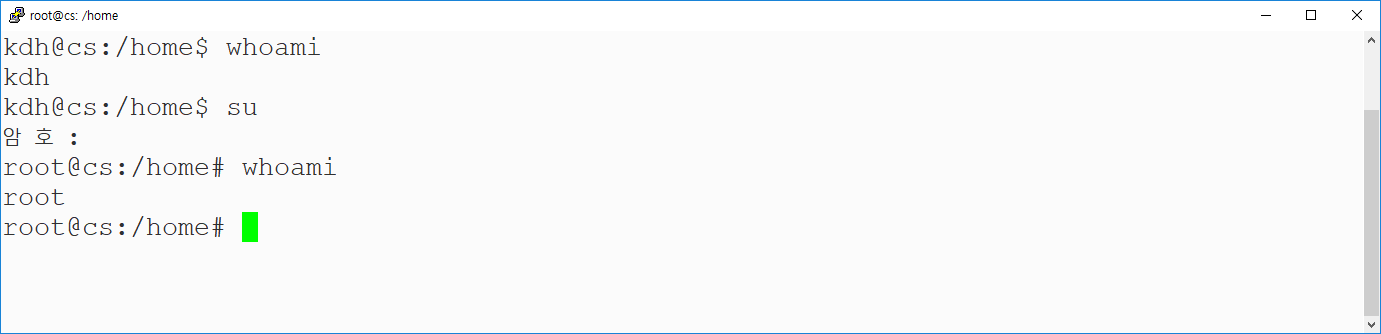 root@cs: /home
kdh@cs:/home$ whoami
kdh
kdh@cs:/home$ su
암호:
root@cs:/home# whoami
root
root@cs:/home#